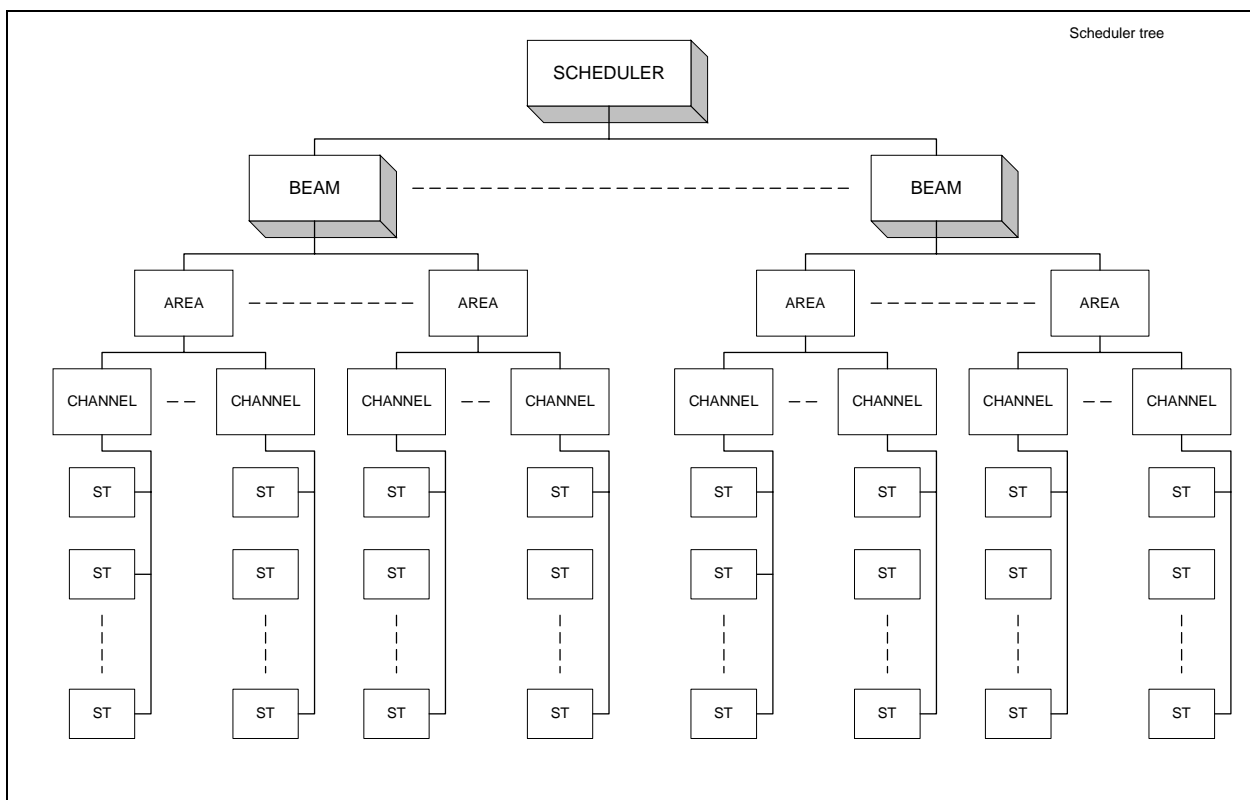 Scheduler tree
SCHEDULER
BEAM BEAM
AREA AREA AREA AREA
CHANNEL CHANNEL CHANNEL CHANNEL CHANNEL CHANNEL CHANNEL CHANNEL
ST ST ST ST ST ST ST ST
ST ST ST ST ST ST ST ST
ST ST ST ST ST ST ST ST